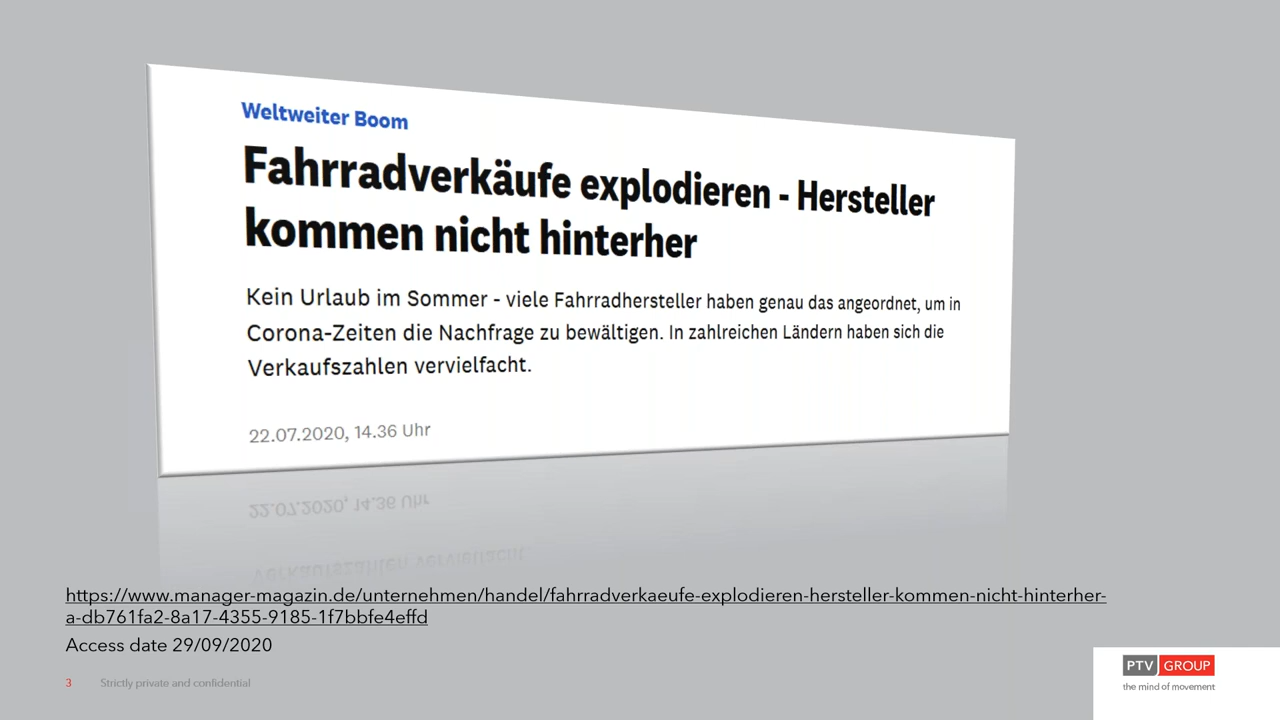 Weltweiter Boom
Fahrradverkäufe explodieren - Hersteller
kommen nicht hinterher
Kein Urlaub im Sommer - viele Fahrradhersteller haben genau das angeordnet, um in
Corona-Zeiten die Nachfrage zu bewältigen. In zahlreichen Ländern haben sich die
Verkaufszahlen vervielfacht.
22.07.2020, 14.36 Uhr
https://www.manager-magazin.de/unternehmen/handel/fahrradverkaeufe-explodieren-hersteller-kommen-nicht-hinterher-
a-db761fa2-8a17-4355-9185-1f7bbfe4effd
Access date 29/09/2020
3 Strictly private and confidential
PTV GROUP
the mind of movement